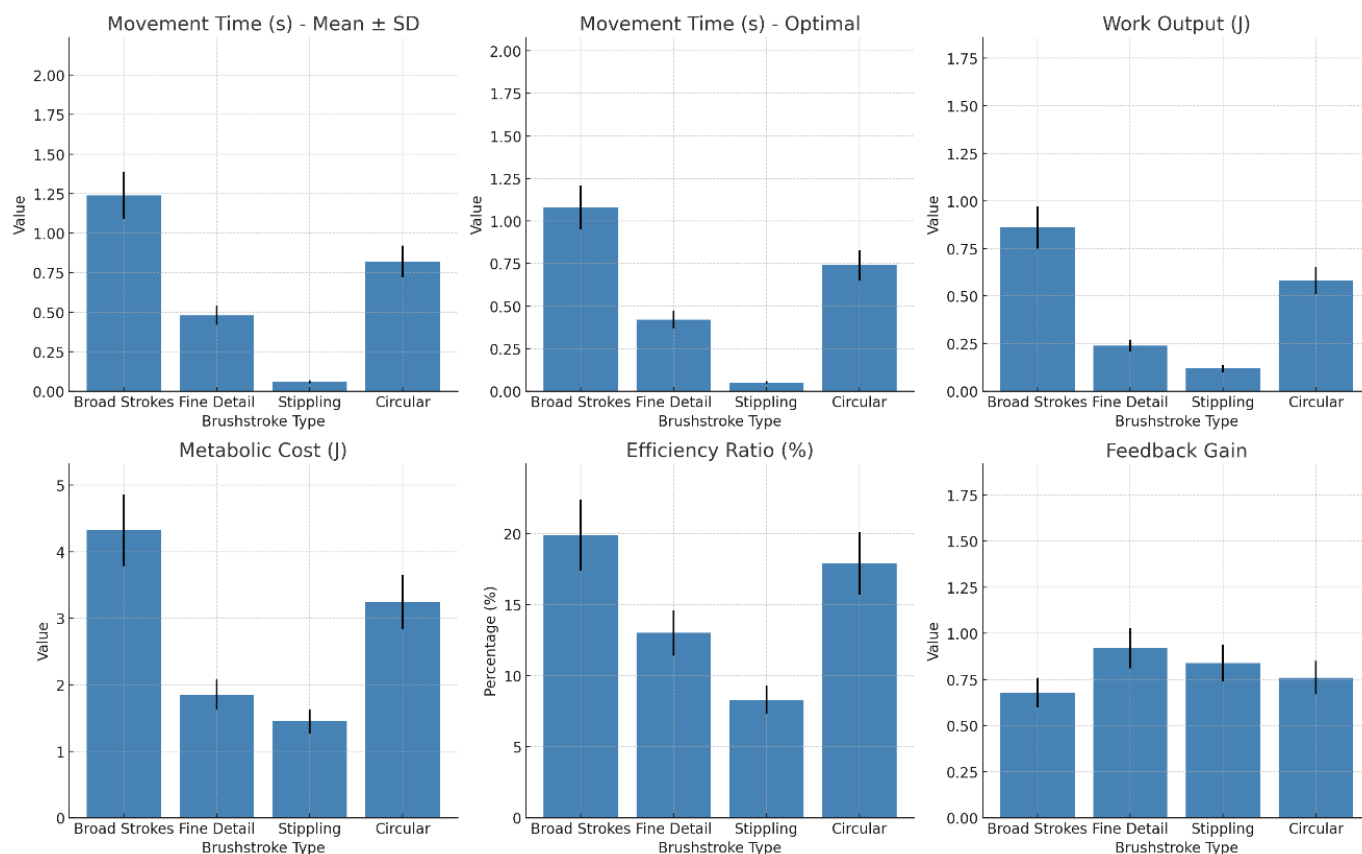 Movement Time (s) - Mean ± SD
Movement Time (s) - Optimal
Work Output (J)
Value
2.00
1.75
1.50
1.25
1.00
0.75
0.50
0.25
0.00
Broad Strokes Fine Detail Stippling Circular
Brushstroke Type
Value
2.00
1.75
1.50
1.25
1.00
0.75
0.50
0.25
0.00
Broad Strokes Fine Detail Stippling Circular
Brushstroke Type
Value
1.75
1.50
1.25
1.00
0.75
0.50
0.25
0.00
Broad Strokes Fine Detail Stippling Circular
Brushstroke Type
Metabolic Cost (J)
Efficiency Ratio (%)
Feedback Gain
Value
5
4
3
2
1
0
Broad Strokes Fine Detail Stippling Circular
Brushstroke Type
Percentage (%)
20
15
10
5
0
Broad Strokes Fine Detail Stippling Circular
Brushstroke Type
Value
1.75
1.50
1.25
1.00
0.75
0.50
0.25
0.00
Broad Strokes Fine Detail Stippling Circular
Brushstroke Type